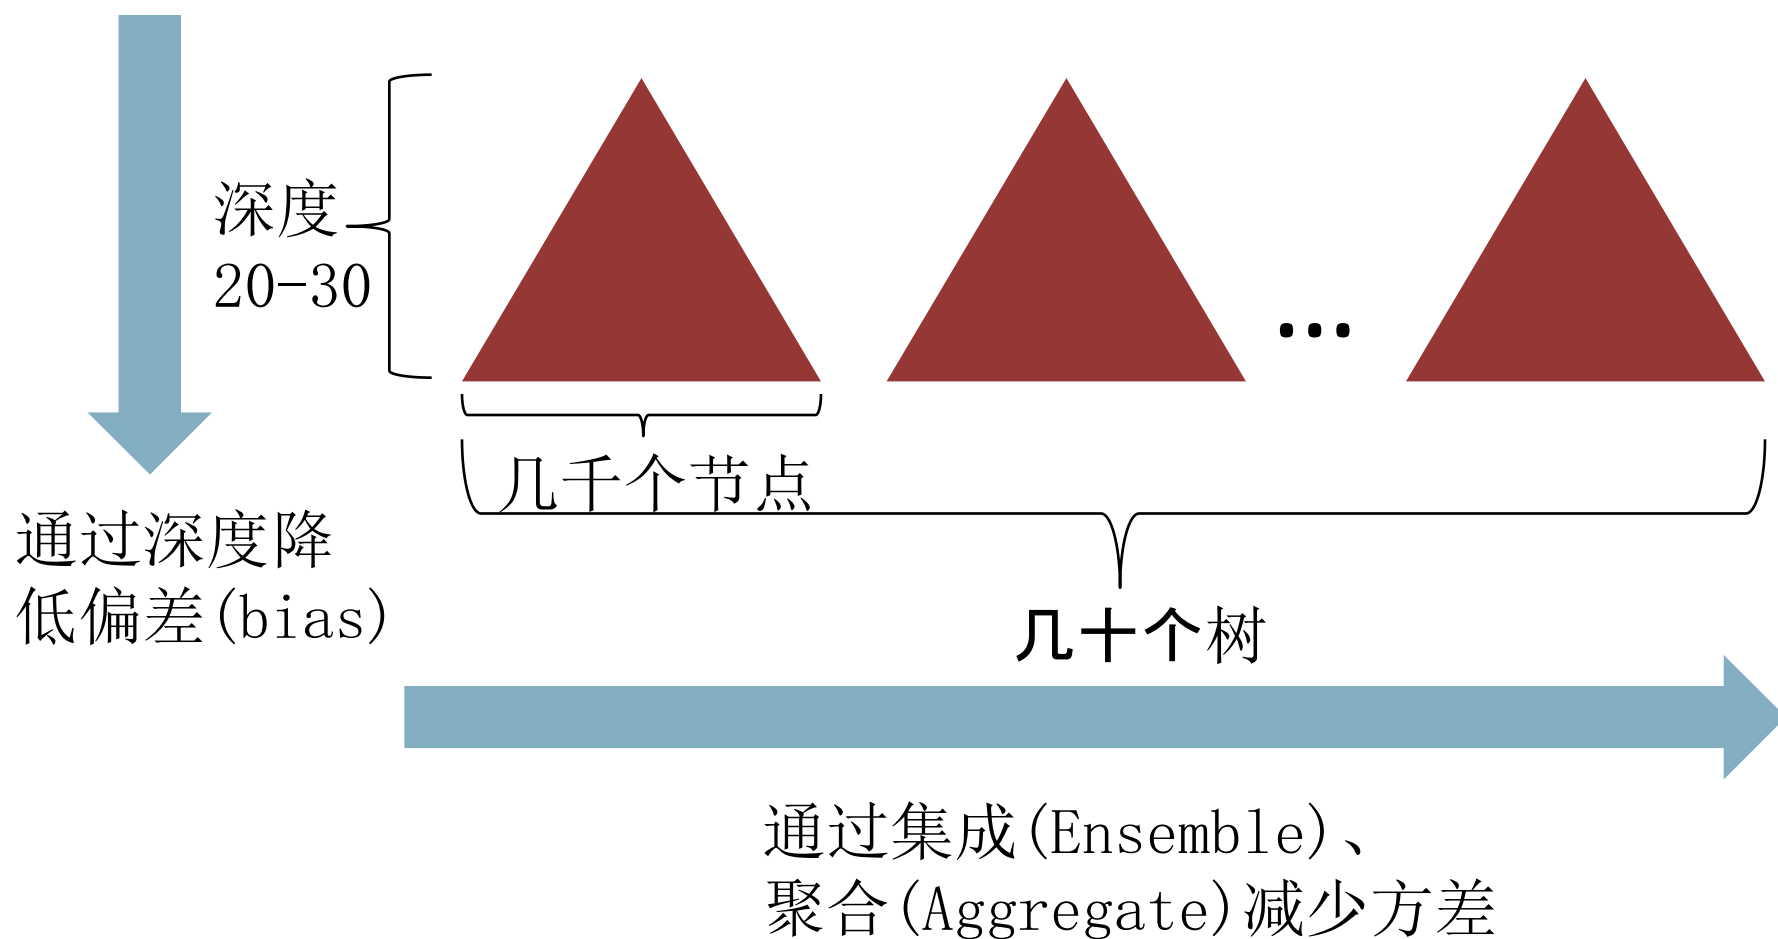 深度
20-30
…
几千个节点
通过深度降
低偏差(bias)
几十个树
通过集成(Ensemble)、
聚合(Aggregate)减少方差